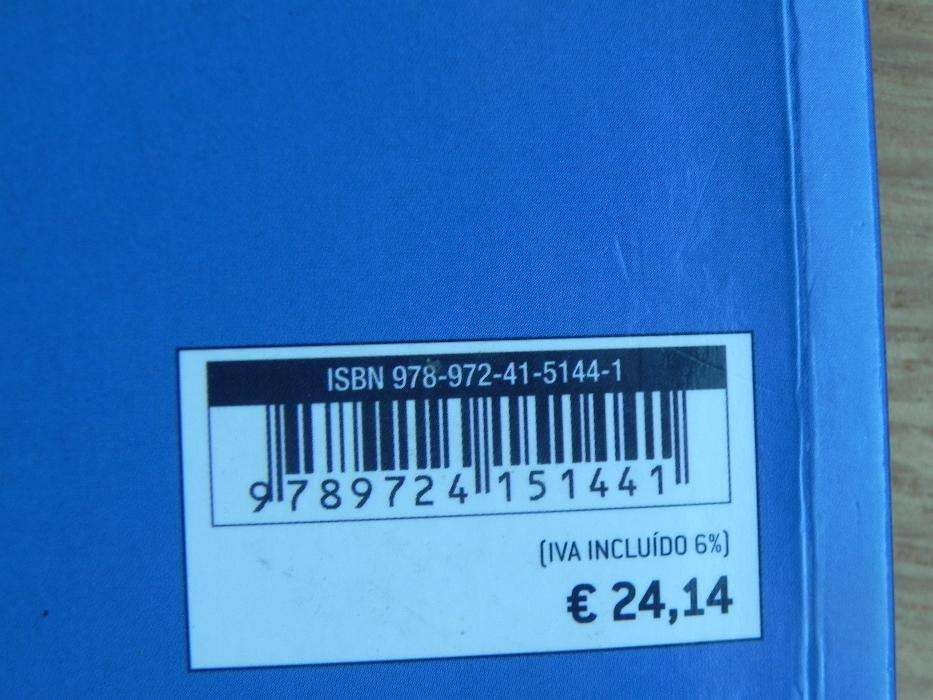 ISBN 978-972-41-5144-1
9 789724 151441
(IVA INCLUÍDO 6%)
€ 24,14